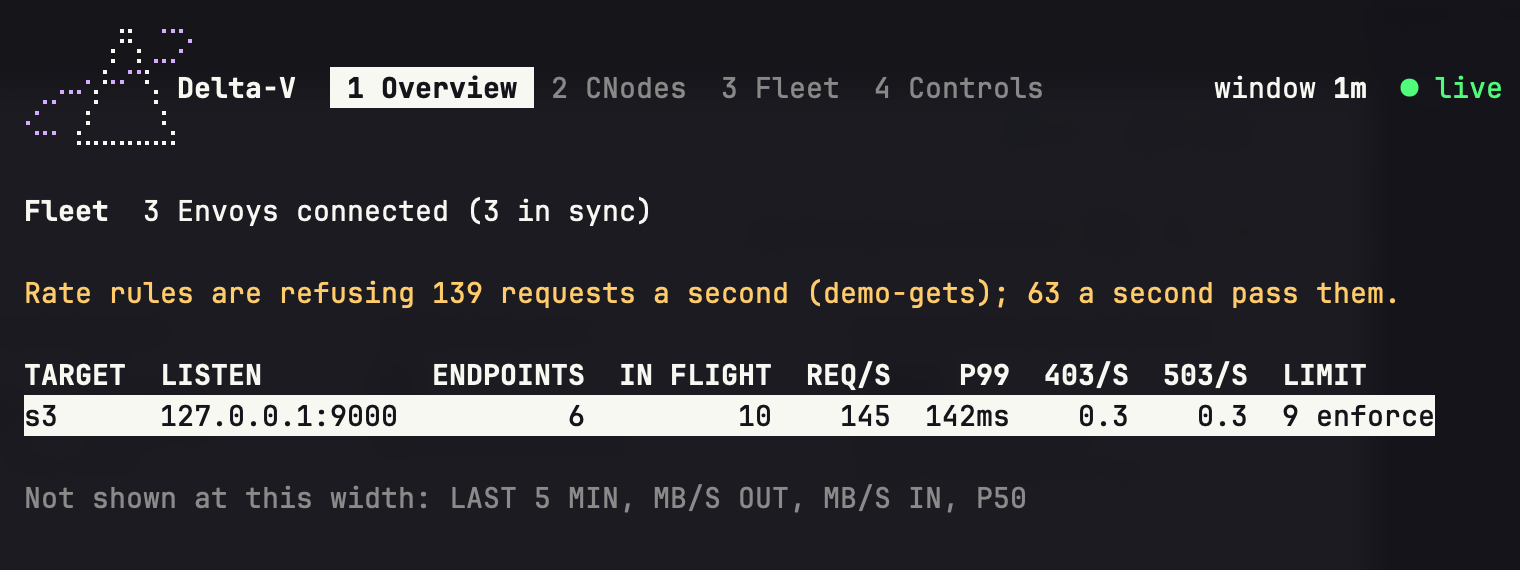 Delta-V 1 Overview 2 CNodes 3 Fleet 4 Controls window 1m ● live
Fleet 3 Envoys connected (3 in sync)
Rate rules are refusing 139 requests a second (demo-gets); 63 a second pass them.
TARGET LISTEN ENDPOINTS IN FLIGHT REQ/S P99 403/S 503/S LIMIT
s3 127.0.0.1:9000 6 10 145 142ms 0.3 0.3 9 enforce
Not shown at this width: LAST 5 MIN, MB/S OUT, MB/S IN, P50